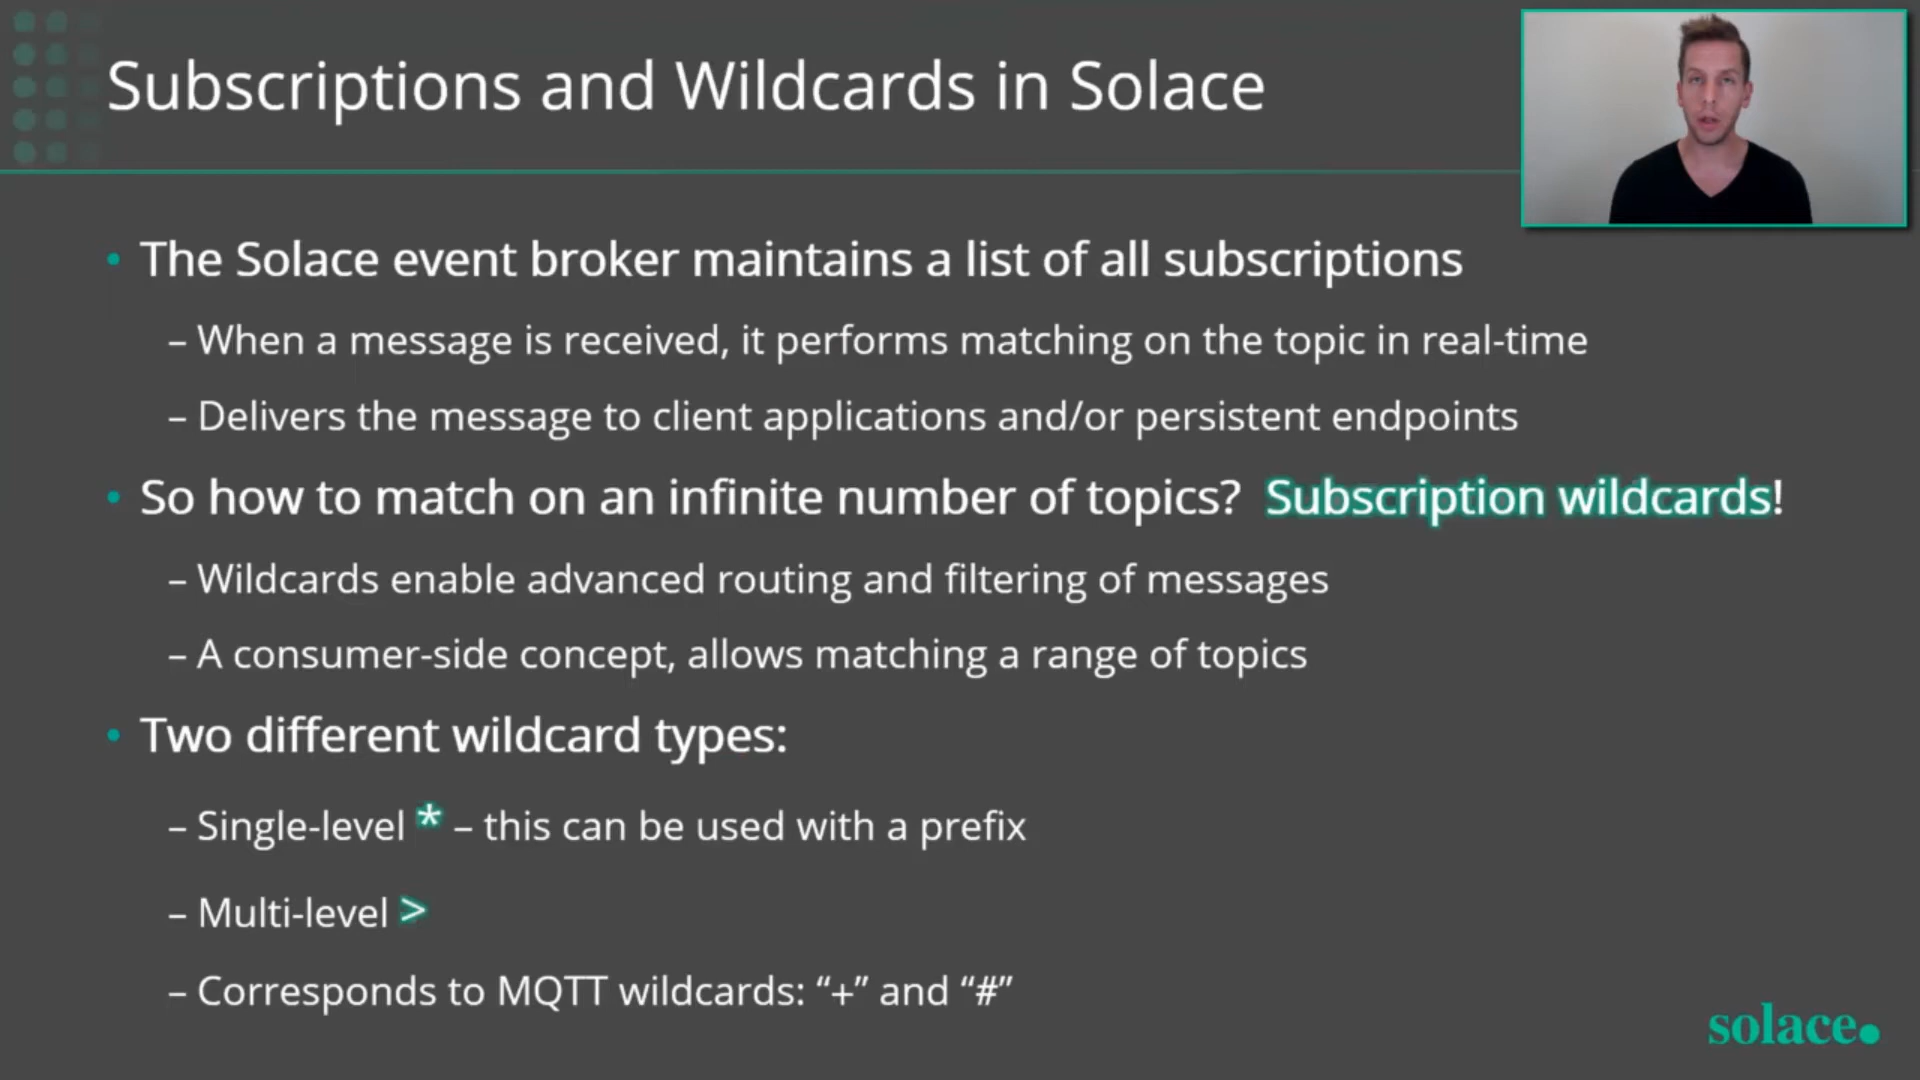 Subscriptions and Wildcards in Solace
• The Solace event broker maintains a list of all subscriptions
– When a message is received, it performs matching on the topic in real-time
– Delivers the message to client applications and/or persistent endpoints
• So how to match on an infinite number of topics? Subscription wildcards!
– Wildcards enable advanced routing and filtering of messages
– A consumer-side concept, allows matching a range of topics
• Two different wildcard types:
– Single-level * – this can be used with a prefix
– Multi-level >
– Corresponds to MQTT wildcards: “+” and “#”
solace.